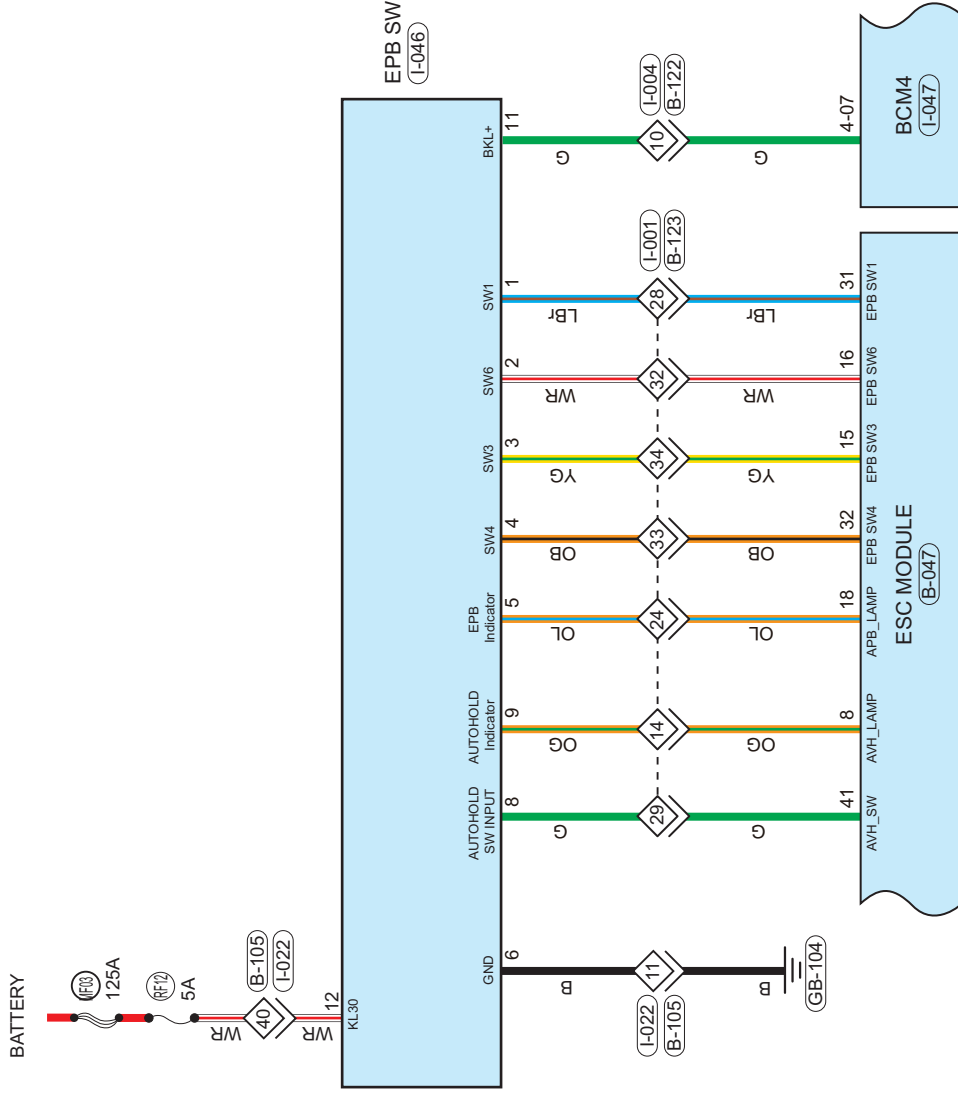 BATTERY
125A
RF12
5A
WR
40
B-105
I-022
WR
12
KL30
EPB SW
I-046
GND
AUTOHOLD
SW INPUT
AUTOHOLD
Indicator
EPB
Indicator
SW4
SW3
SW6
SW1
BKL+
6
8
9
5
4
3
2
1
11
B
G
OG
OL
OB
YG
WR
LBr
G
I-022
B-105
11
29
14
24
33
34
32
28
I-001
B-123
10
I-004
B-122
B
G
OG
OL
OB
YG
WR
LBr
G
GB-104
41
8
18
32
15
16
31
4-07
AVH_SW
AVH_LAMP
APB_LAMP
EPB SW4
EPB SW3
EPB SW6
EPB SW1
ESC MODULE
B-047
BCM4
I-047